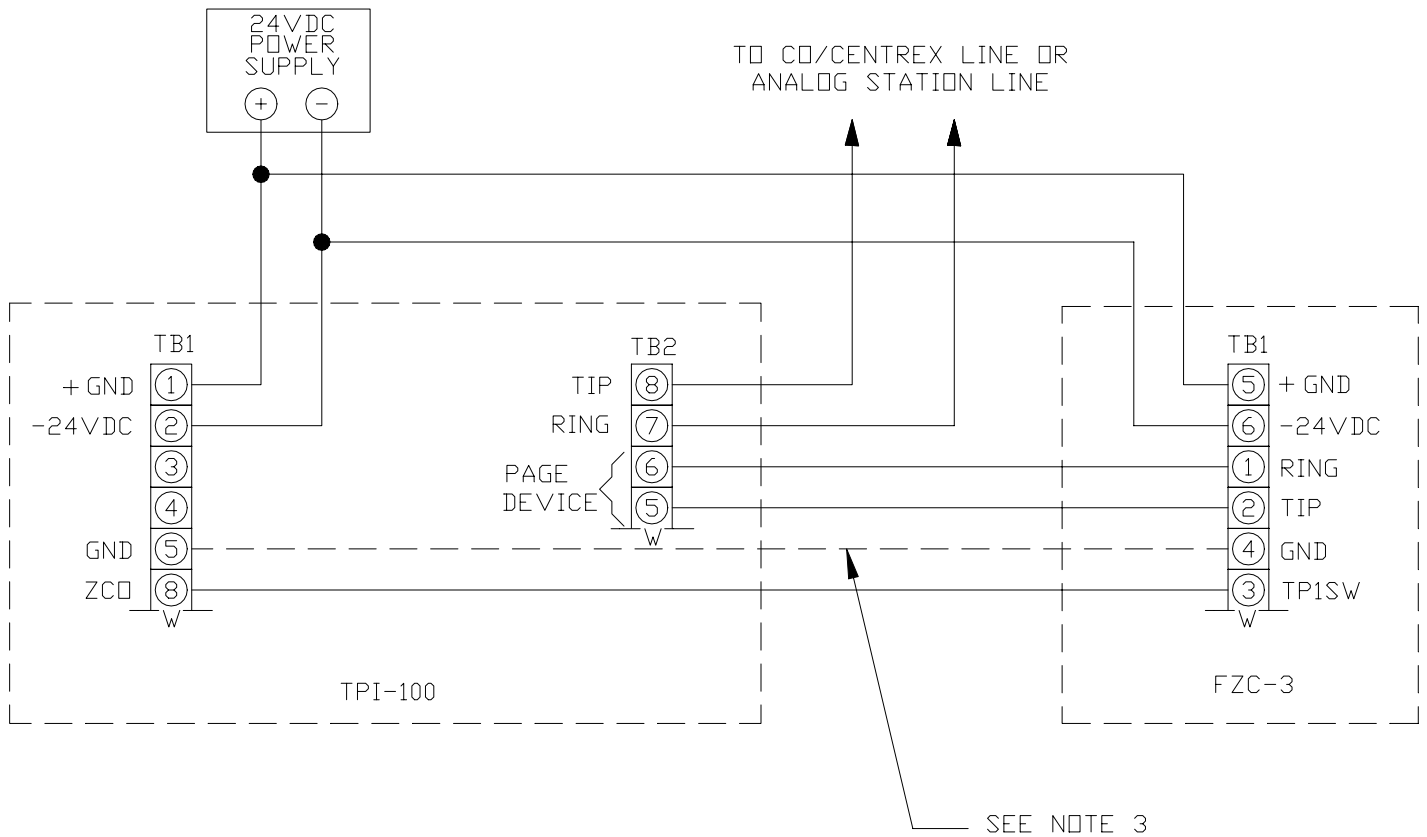 24VDC
POWER
SUPPLY
+ -
TO CO/CENTREX LINE OR
ANALOG STATION LINE
TB1
+ GND 1
-24VDC 2
3
4
GND 5
ZCO 8
TB2
TIP 8
RING 7
PAGE
DEVICE
6
5
TB1
5 + GND
6 -24VDC
1 RING
2 TIP
4 GND
3 TP1SW
TPI-100
FZC-3
SEE NOTE 3